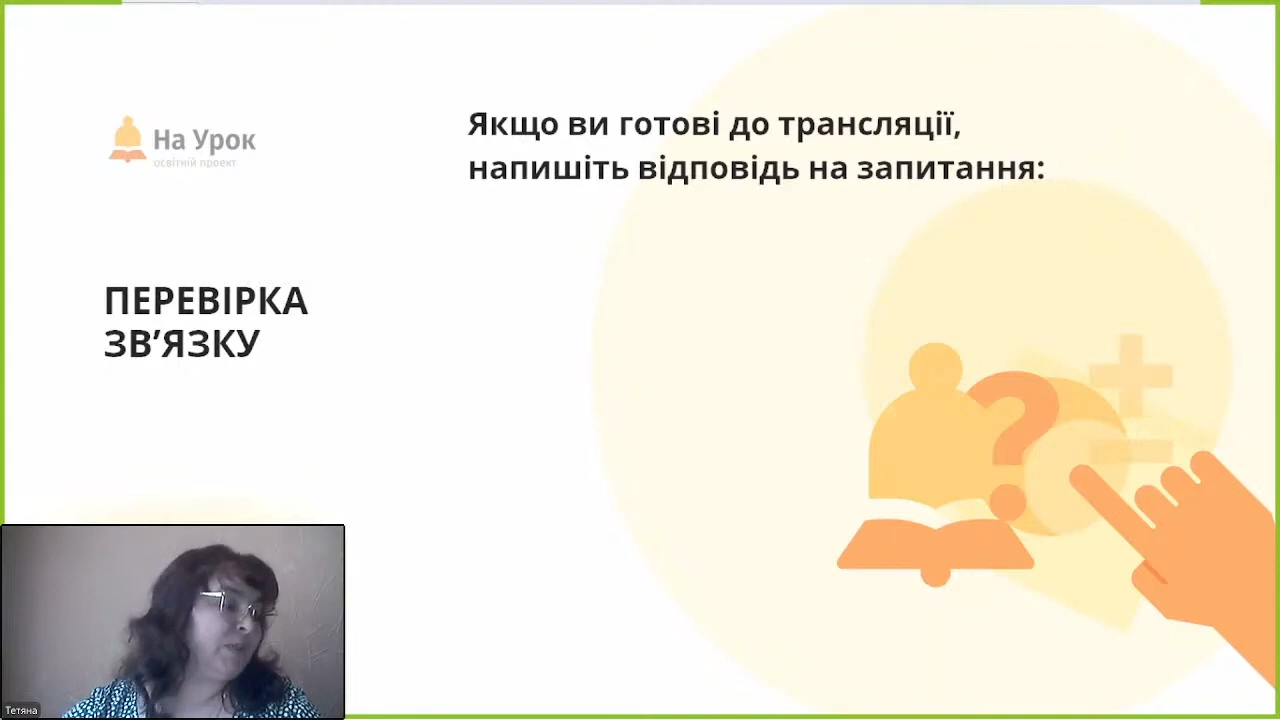 На Урок
освітній проект
Якщо ви готові до трансляції,
напишіть відповідь на запитання:
ПЕРЕВІРКА
ЗВ’ЯЗКУ
Тетяна